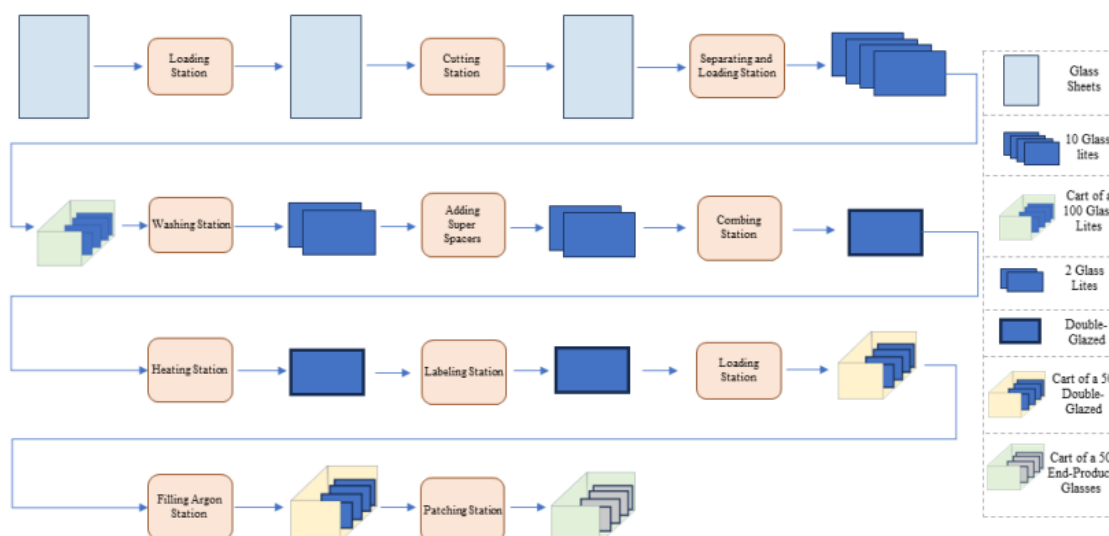 Loading
Station
Cutting
Station
Separating and
Loading Station
Washing Station
Adding
Super
Spacers
Combing
Station
Heating Station
Labeling Station
Loading
Station
Filling Argon
Station
Patching Station
Glass
Sheets
10 Glass
lites
Cart of a
100 Glas
Lites
2 Glass
Lites
Double-
Glazed
Cart of a 50
Double-
Glazed
Cart of a 50
End-Produc
Glasses